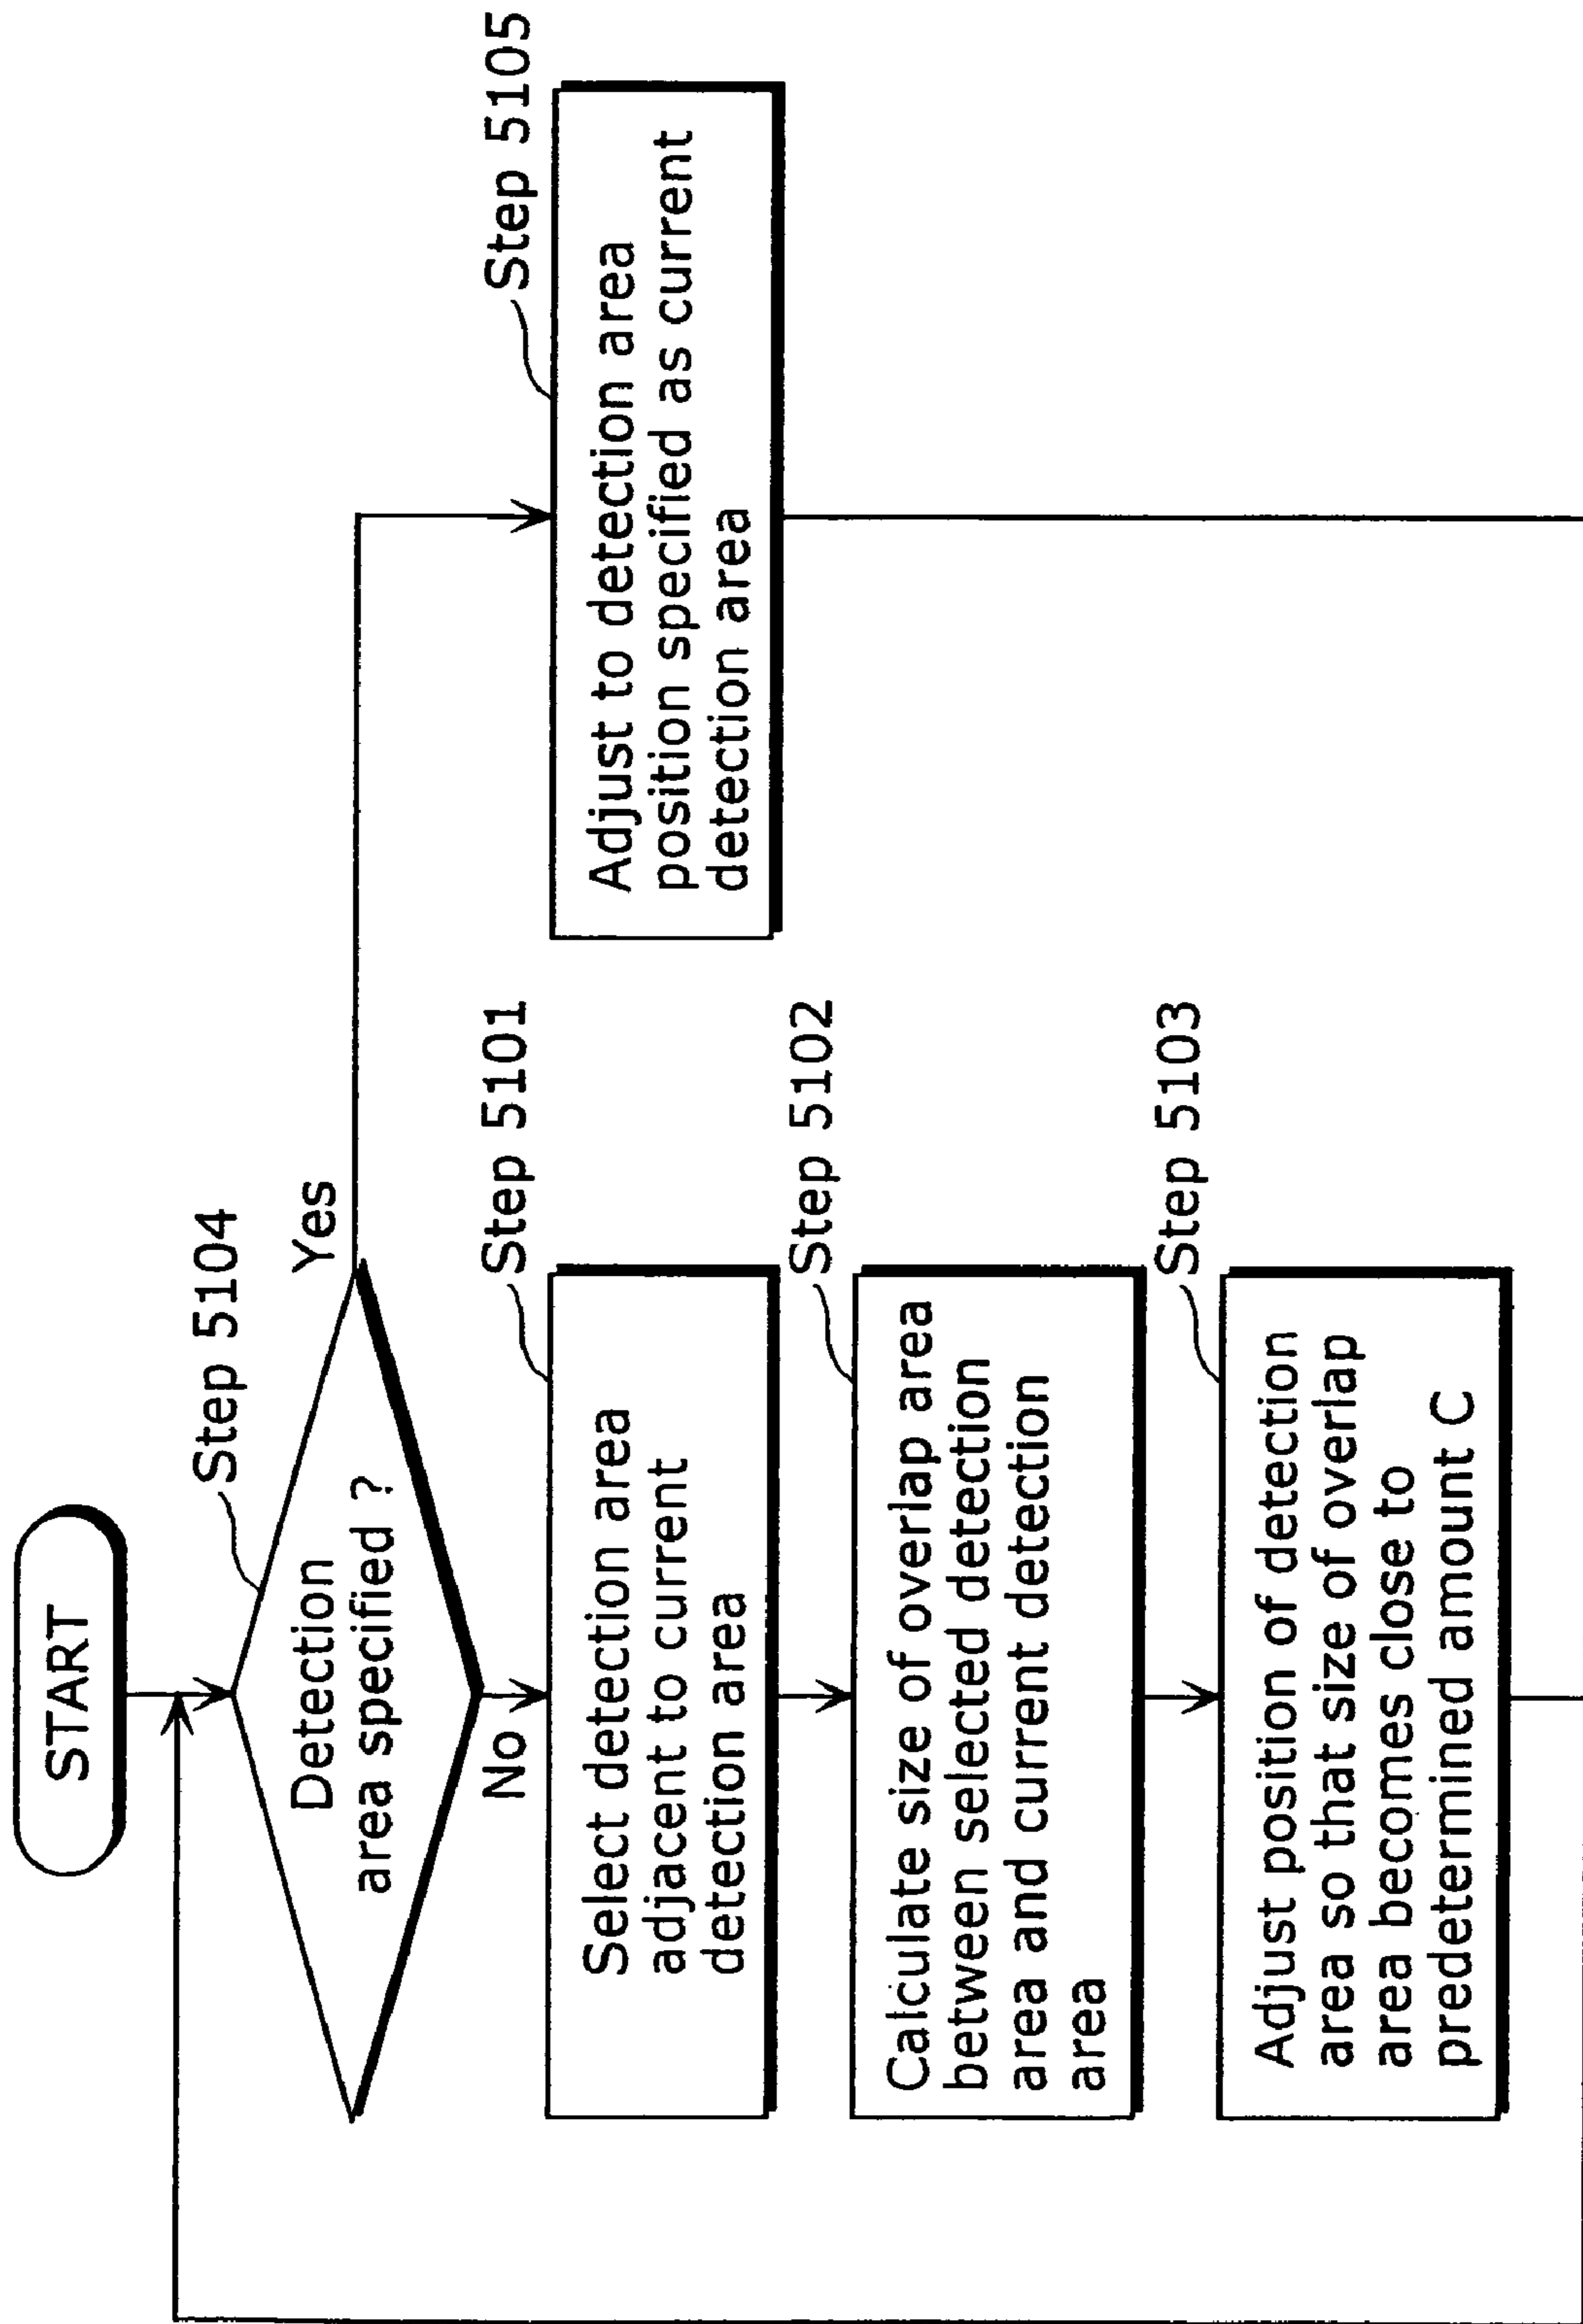 START
Step 5104
Detection
area specified ?
Yes
No
Step 5101
Select detection area
adjacent to current
detection area
Step 5105
Adjust to detection area
position specified as current
detection area
Step 5102
Calculate size of overlap area
between selected detection
area and current detection
area
Step 5103
Adjust position of detection
area so that size of overlap
area becomes close to
predetermined amount C